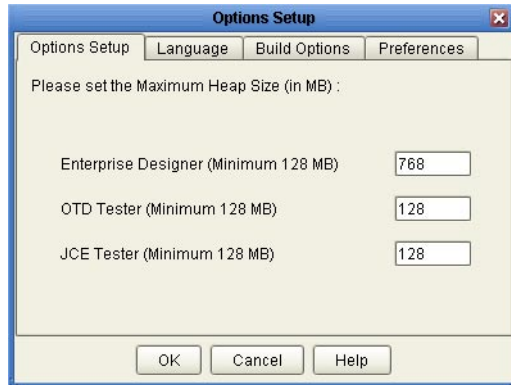 Options Setup
Options Setup Language Build Options Preferences
Please set the Maximum Heap Size (in MB) :
Enterprise Designer (Minimum 128 MB) 768
OTD Tester (Minimum 128 MB) 128
JCE Tester (Minimum 128 MB) 128
OK Cancel Help